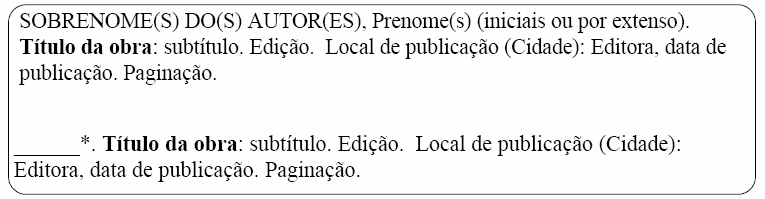 SOBRENOME(S) DO(S) AUTOR(ES), Prenome(s) (iniciais ou por extenso).
Título da obra: subtítulo. Edição. Local de publicação (Cidade): Editora, data de
publicação. Paginação.
______*. Título da obra: subtítulo. Edição. Local de publicação (Cidade):
Editora, data de publicação. Paginação.